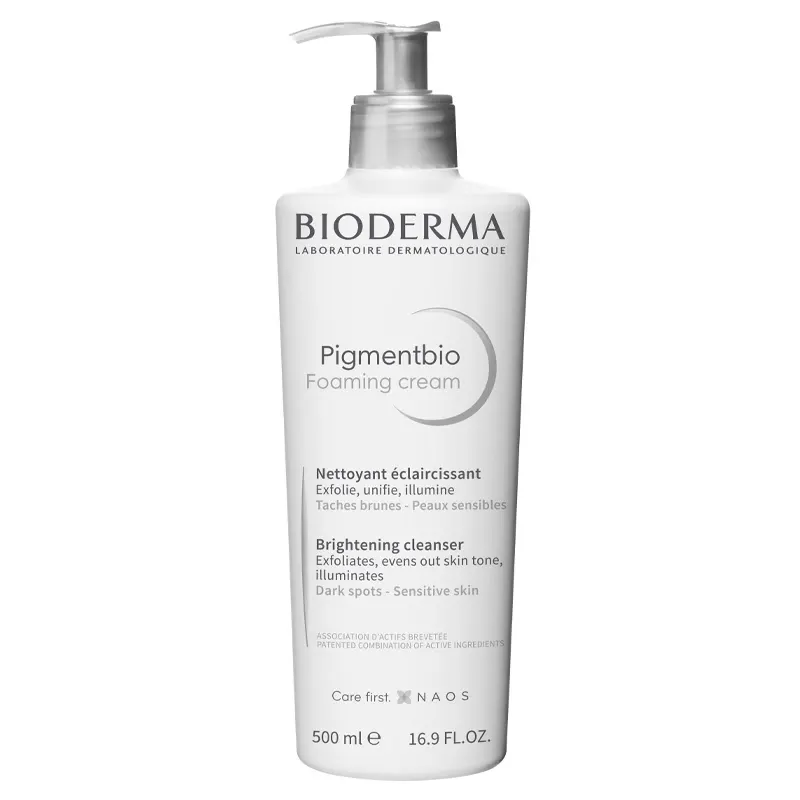 BIODERMA
LABORATOIRE DERMATOLOGIQUE
Pigmentbio
Foaming cream
Nettoyant éclaircissant
Exfolie, unifie, illumine
Taches brunes - Peaux sensibles
Brightening cleanser
Exfoliates, evens out skin tone,
illuminates
Dark spots - Sensitive skin
ASSOCIATION D'ACTIFS BREVETÉE
PATENTED COMBINATION OF ACTIVE INGREDIENTS
Care first. NAOS
500 ml ℮ 16.9 FL.OZ.